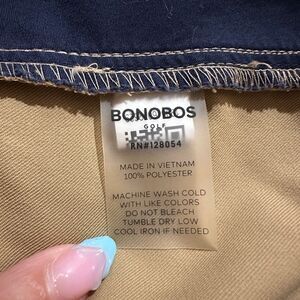 BONOBOS
GOLF
RN#128054
MADE IN VIETNAM
100% POLYESTER
MACHINE WASH COLD
WITH LIKE COLORS
DO NOT BLEACH
TUMBLE DRY LOW
COOL IRON IF NEEDED